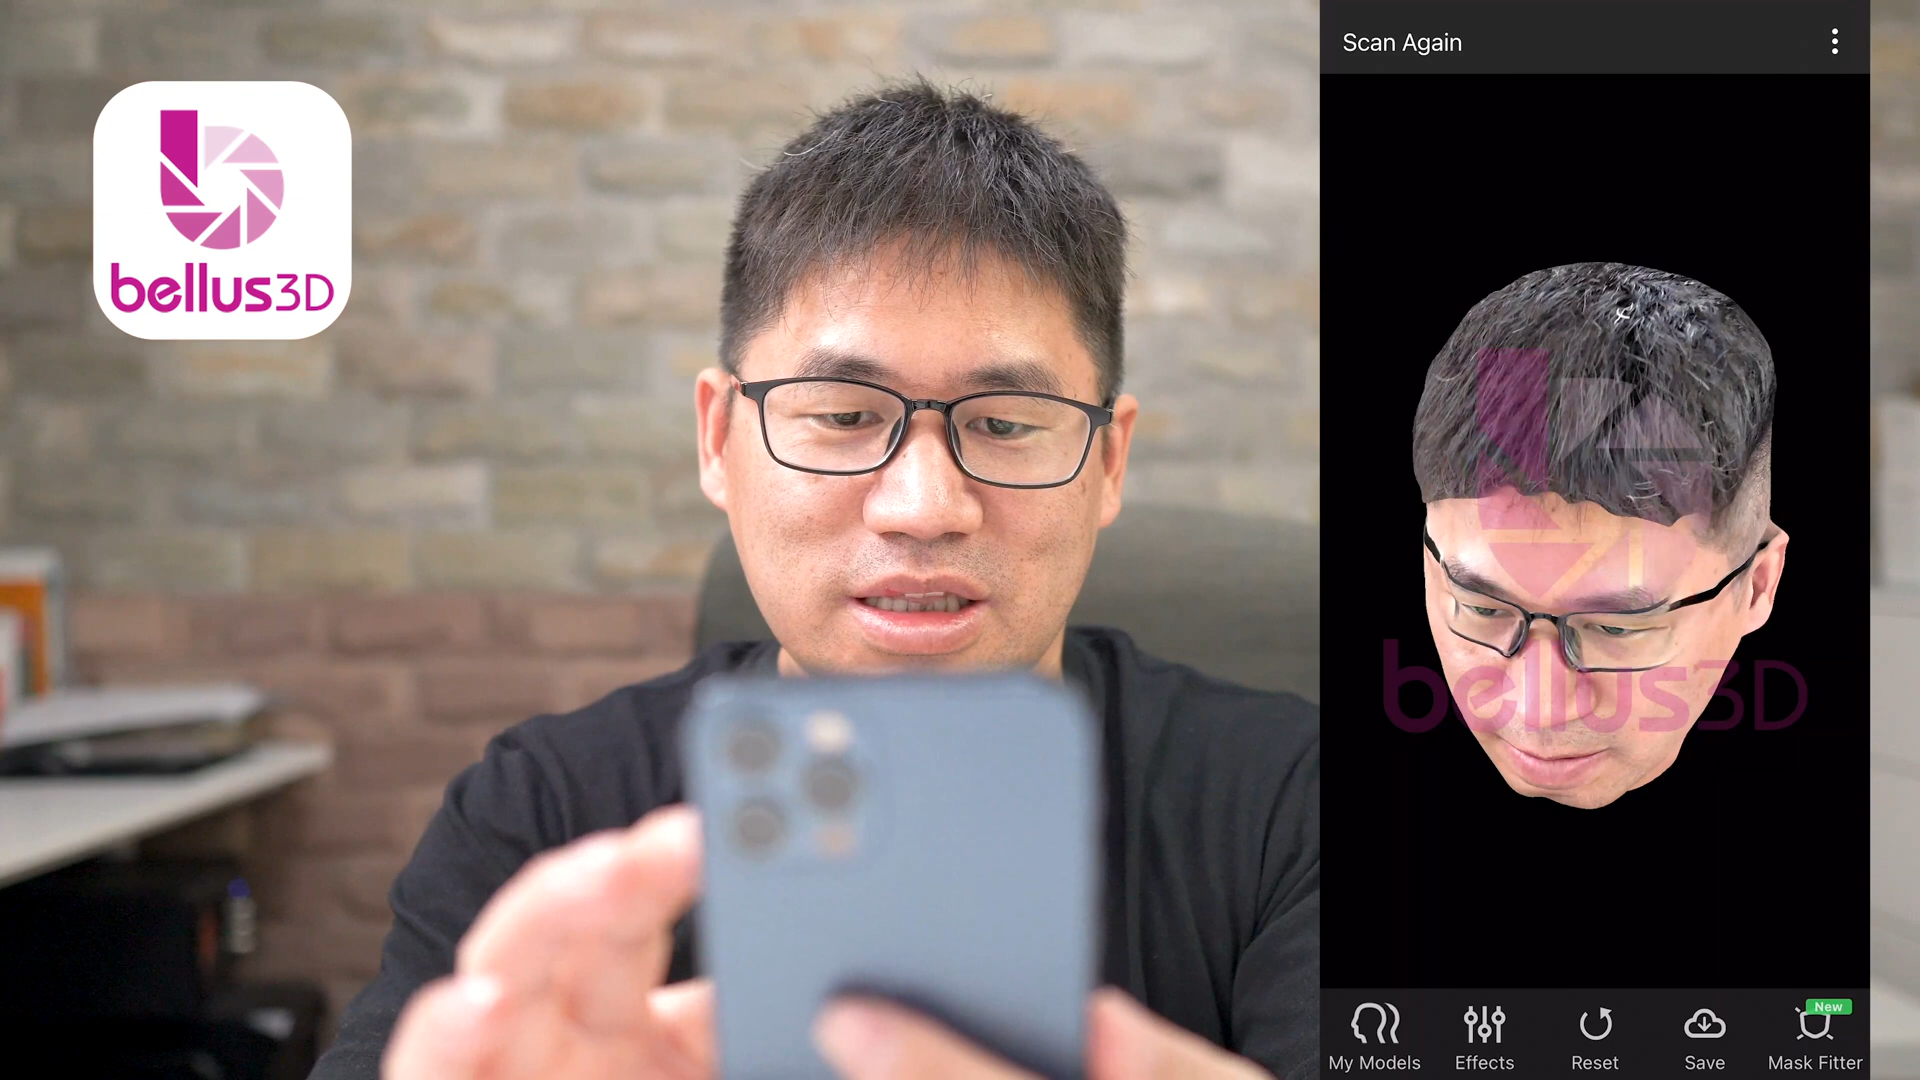 bellus3D
Scan Again
bellus3D
My Models
Effects
Reset
Save
New
Mask Fitter